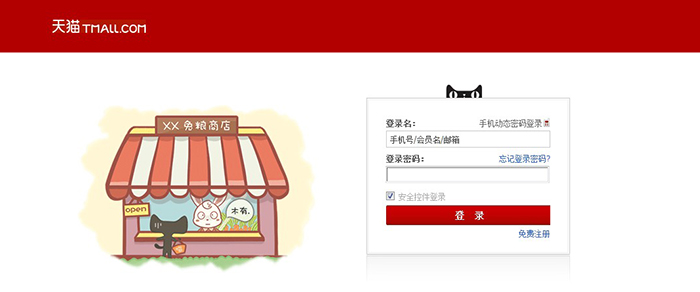 天猫 TMALL.COM
XX 兔粮商店
open
木有.
登录名： 手机动态密码登录
手机号/会员名/邮箱
登录密码： 忘记登录密码?
安全控件登录
登 录
免费注册